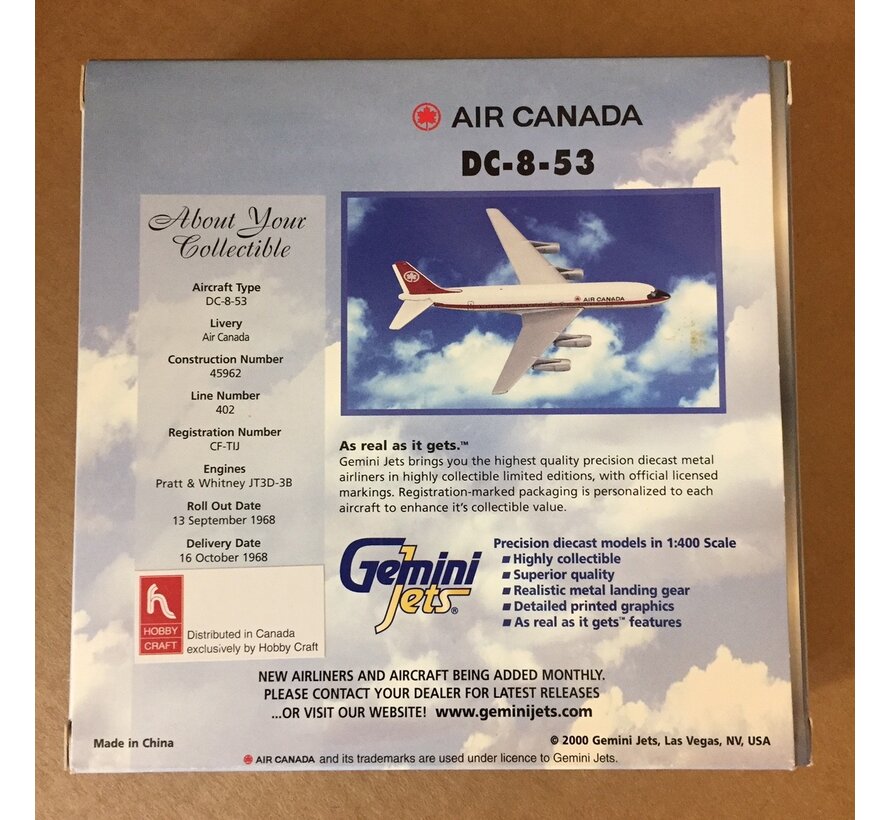 AIR CANADA
DC-8-53
About Your
Collectible
Aircraft Type
DC-8-53
Livery
Air Canada
Construction Number
45962
Line Number
402
Registration Number
CF-TIJ
Engines
Pratt & Whitney JT3D-3B
Roll Out Date
13 September 1968
Delivery Date
16 October 1968
AIR CANADA
As real as it gets.™
Gemini Jets brings you the highest quality precision diecast metal
airliners in highly collectible limited editions, with official licensed
markings. Registration-marked packaging is personalized to each
aircraft to enhance it's collectible value.
Gemini
Jets®
Precision diecast models in 1:400 Scale
■ Highly collectible
■ Superior quality
■ Realistic metal landing gear
■ Detailed printed graphics
■ As real as it gets™ features
h
HOBBY
CRAFT
Distributed in Canada
exclusively by Hobby Craft
NEW AIRLINERS AND AIRCRAFT BEING ADDED MONTHLY.
PLEASE CONTACT YOUR DEALER FOR LATEST RELEASES
...OR VISIT OUR WEBSITE! www.geminijets.com
Made in China
© 2000 Gemini Jets, Las Vegas, NV, USA
AIR CANADA and its trademarks are used under licence to Gemini Jets.